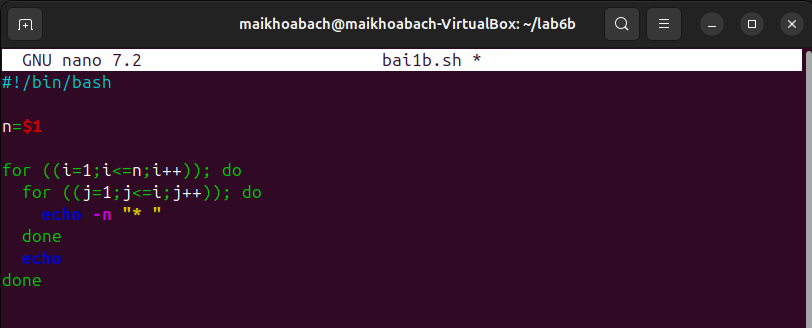 maikhoabach@maikhoabach-VirtualBox: ~/lab6b
GNU nano 7.2 bai1b.sh *
#!/bin/bash

n=$1

for ((i=1;i<=n;i++)); do
  for ((j=1;j<=i;j++)); do
    echo -n "* "
  done
  echo
done